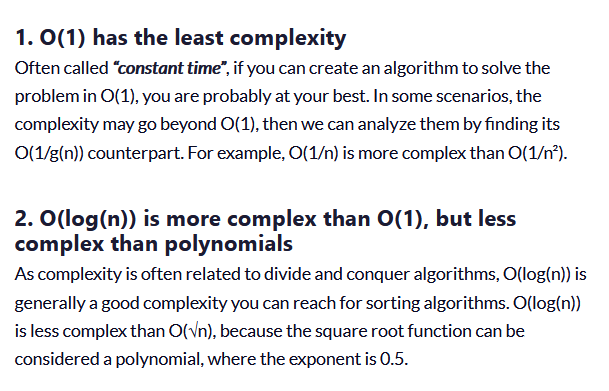 1. O(1) has the least complexity
Often called “constant time”, if you can create an algorithm to solve the
problem in O(1), you are probably at your best. In some scenarios, the
complexity may go beyond O(1), then we can analyze them by finding its
O(1/g(n)) counterpart. For example, O(1/n) is more complex than O(1/n²).
2. O(log(n)) is more complex than O(1), but less
complex than polynomials
As complexity is often related to divide and conquer algorithms, O(log(n)) is
generally a good complexity you can reach for sorting algorithms. O(log(n))
is less complex than O(√n), because the square root function can be
considered a polynomial, where the exponent is 0.5.